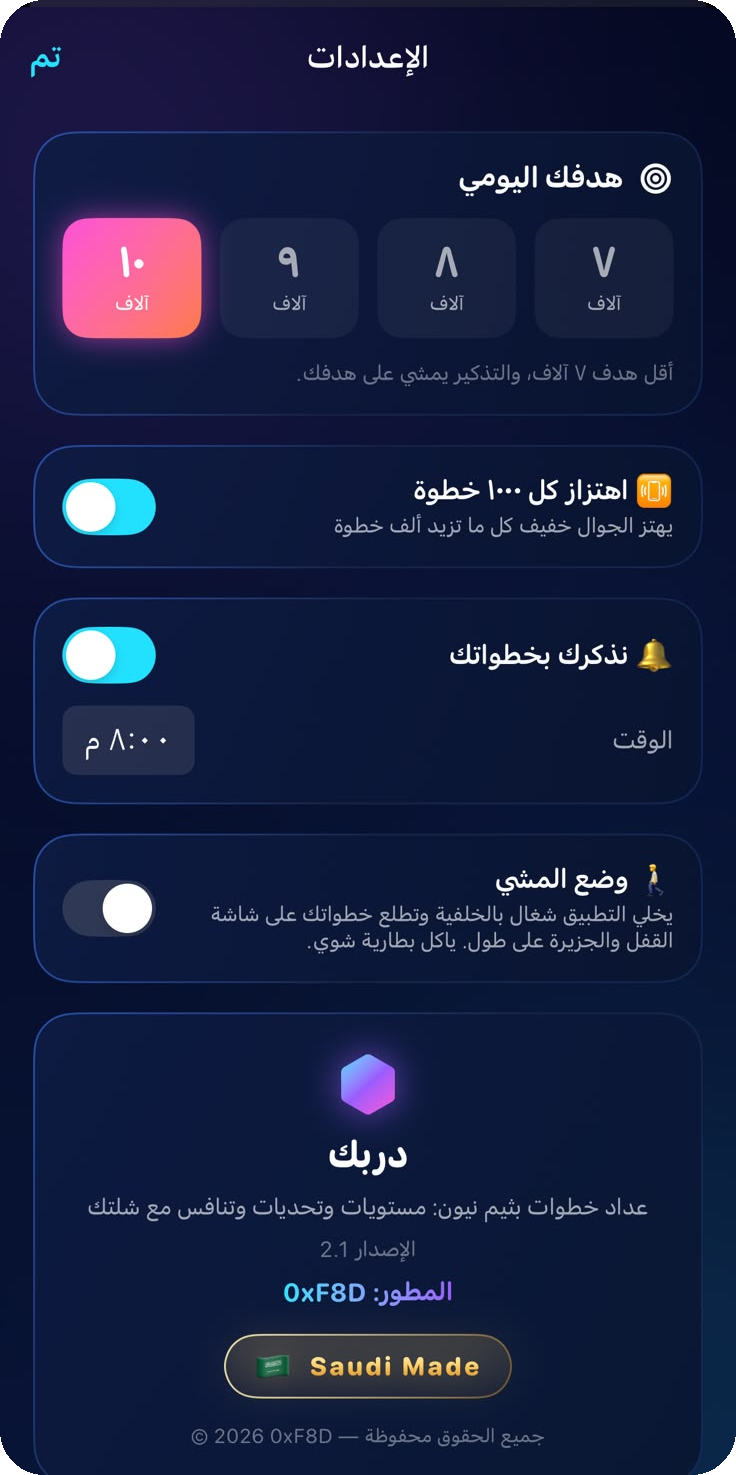 الإعدادات
تم
هدفك اليومي
٧
آلاف
٨
آلاف
٩
آلاف
١٠
آلاف
أقل هدف ٧ آلاف، والتذكير يمشي على هدفك.
اهتزاز كل ١٠٠٠ خطوة
يهتز الجوال خفيف كل ما تزيد ألف خطوة
نذكرك بخطواتك
الوقت
٨:٠٠ م
وضع المشي
يخلي التطبيق شغال بالخلفية وتطلع خطواتك على شاشة
القفل والجزيرة على طول. ياكل بطارية شوي.
دربك
عداد خطوات بثيم نيون: مستويات وتحديات وتنافس مع شلتك
الإصدار 2.1
المطور: 0xF8D
Saudi Made
جميع الحقوق محفوظة — 0xF8D 2026 ©